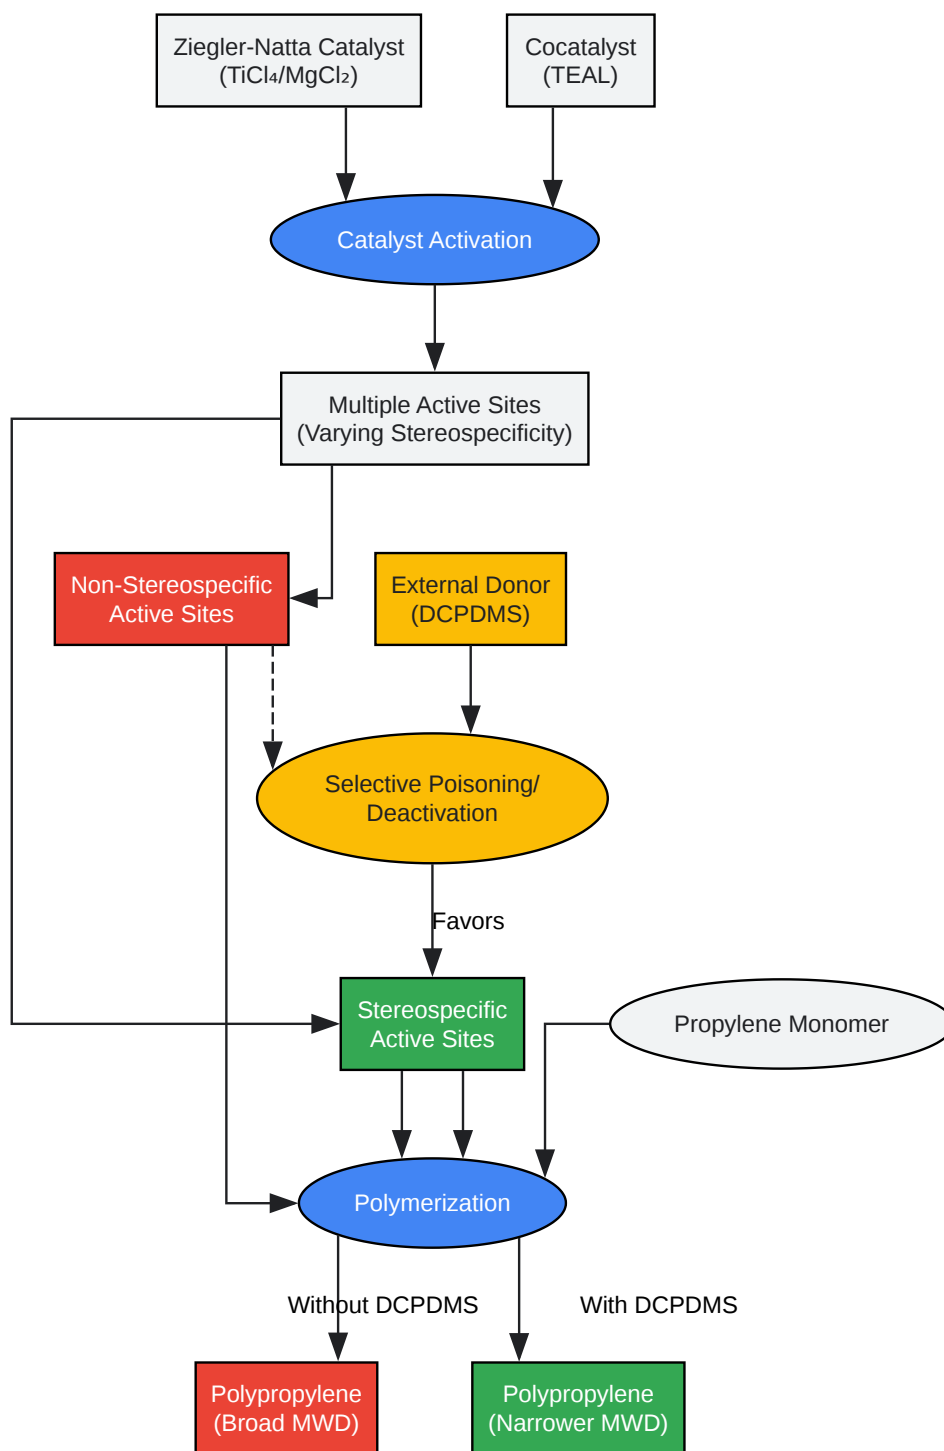 Ziegler-Natta Catalyst
(TiCl₄/MgCl₂)
Cocatalyst
(TEAL)
Catalyst Activation
Multiple Active Sites
(Varying Stereospecificity)
Non-Stereospecific
Active Sites
External Donor
(DCPDMS)
Selective Poisoning/
Deactivation
Favors
Stereospecific
Active Sites
Propylene Monomer
Polymerization
Without DCPDMS
With DCPDMS
Polypropylene
(Broad MWD)
Polypropylene
(Narrower MWD)